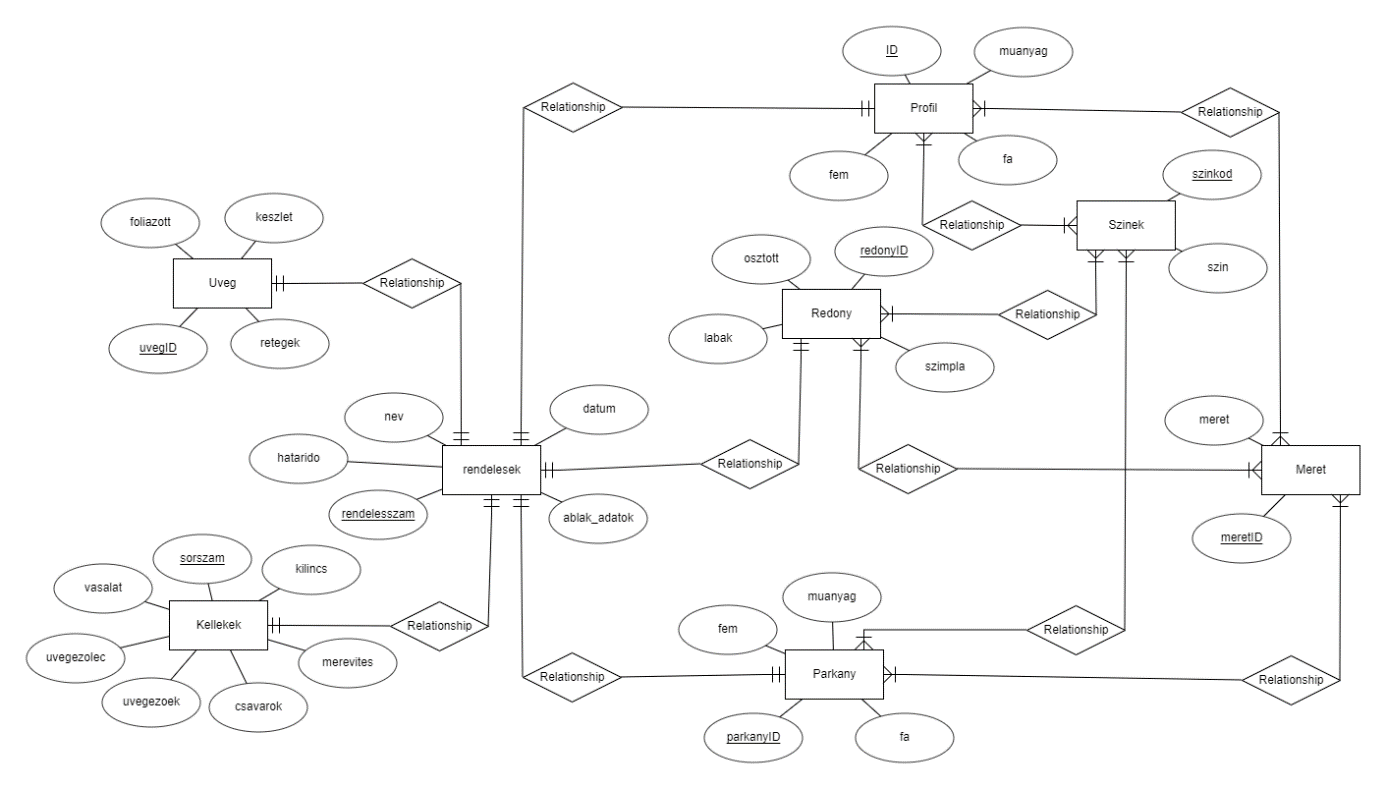 ID
muanyag
Relationship
Profil
Relationship
fem
fa
szinkod
foliazott
keszlet
Relationship
Szinek
osztott
redonyID
szin
Uveg
Relationship
Redony
Relationship
uvegID
retegek
labak
szimpla
nev
datum
meret
hatarido
rendelesek
Relationship
Relationship
Meret
rendelesszam
ablak_adatok
meretID
sorszam
kilincs
vasalat
muanyag
Kellekek
Relationship
fem
Relationship
uvegezolec
merevites
Relationship
Parkany
Relationship
uvegezoek
csavarok
parkanyID
fa